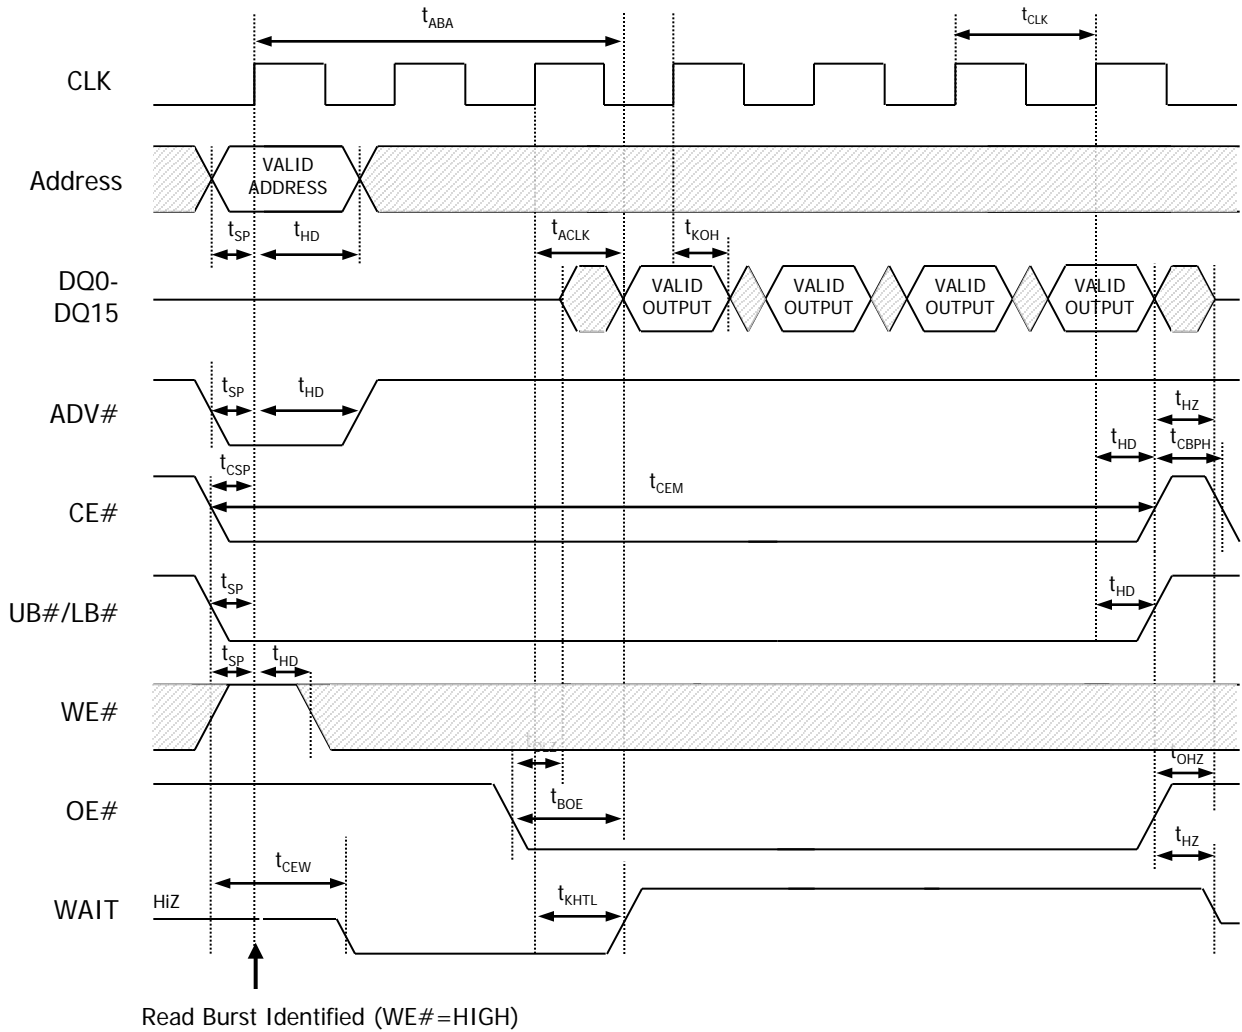 tABA
tCLK
CLK
Address
VALID
ADDRESS
tSP
tHD
tACLK
tKOH
DQ0-
DQ15
VALID
OUTPUT
VALID
OUTPUT
VALID
OUTPUT
VALID
OUTPUT
ADV#
tSP
tHD
tHZ
tHD
tCBPH
CE#
tCSP
tCEM
UB#/LB#
tSP
tHD
tSP
tHD
WE#
tOHZ
OE#
tBOE
tHZ
tCEW
WAIT
HiZ
tKHTL
Read Burst Identified (WE#=HIGH)